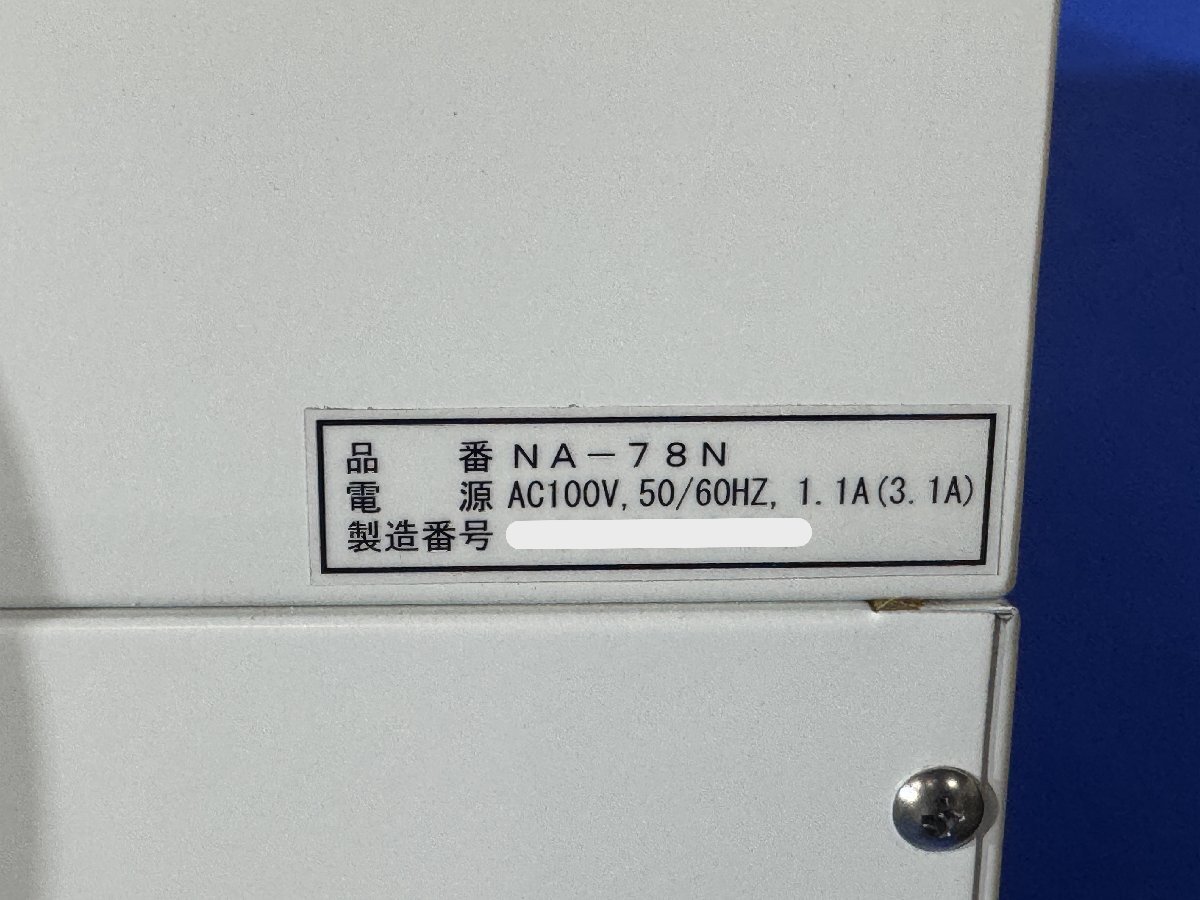 品　　番 ＮＡ－７８Ｎ
電　　源 AC100V, 50/60HZ, 1.1A(3.1A)
製造番号